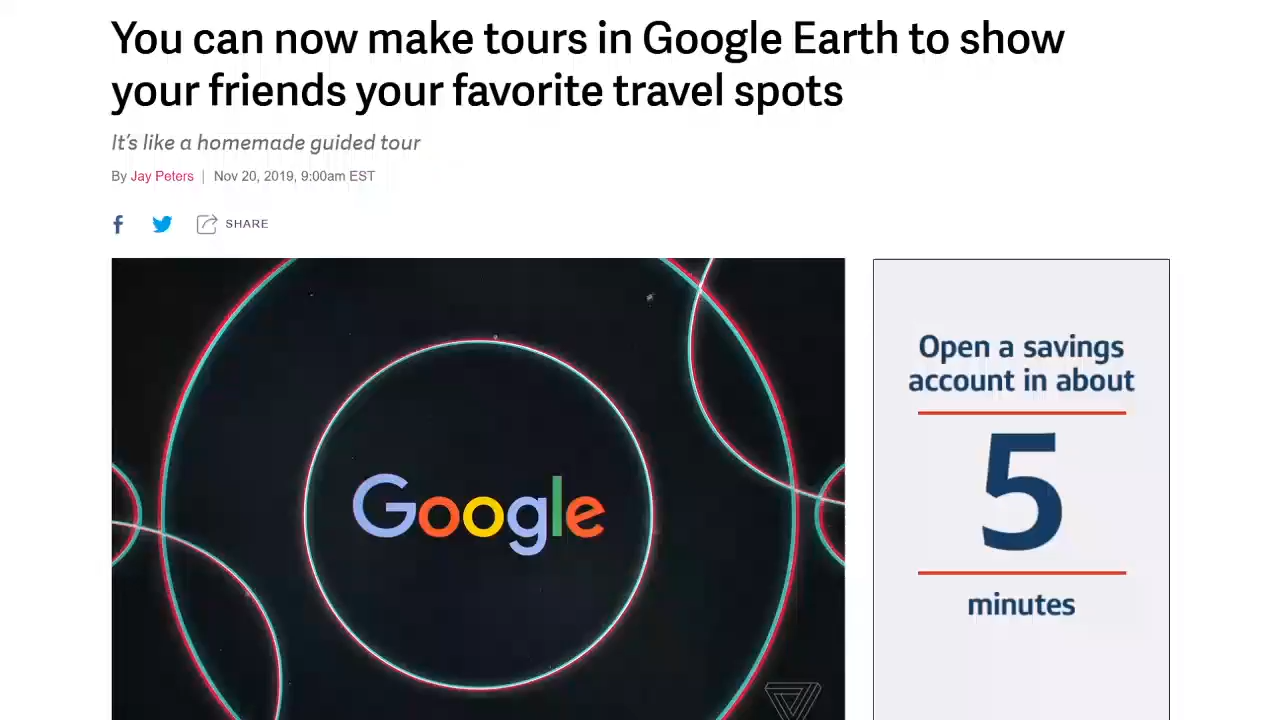 You can now make tours in Google Earth to show
your friends your favorite travel spots
It's like a homemade guided tour
By Jay Peters | Nov 20, 2019, 9:00am EST
SHARE
Google
Open a savings
account in about
5
minutes